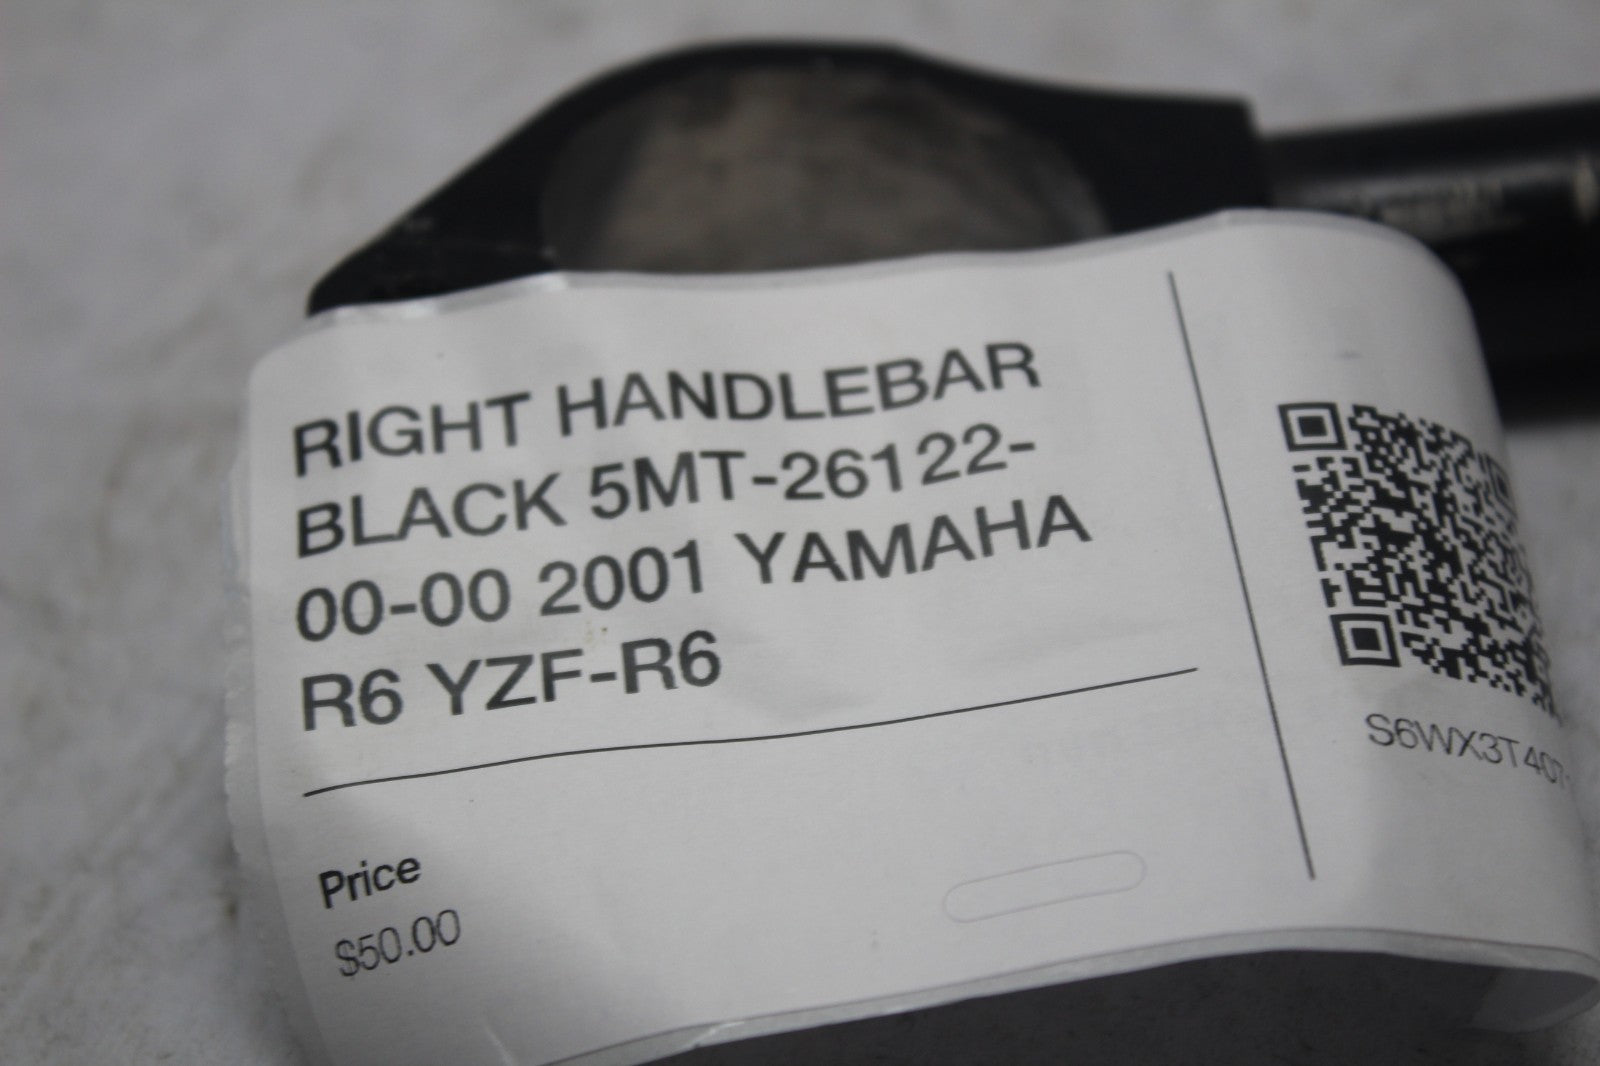 RIGHT HANDLEBAR
BLACK 5MT-26122-
00-00 2001 YAMAHA
R6 YZF-R6
Price
$50.00